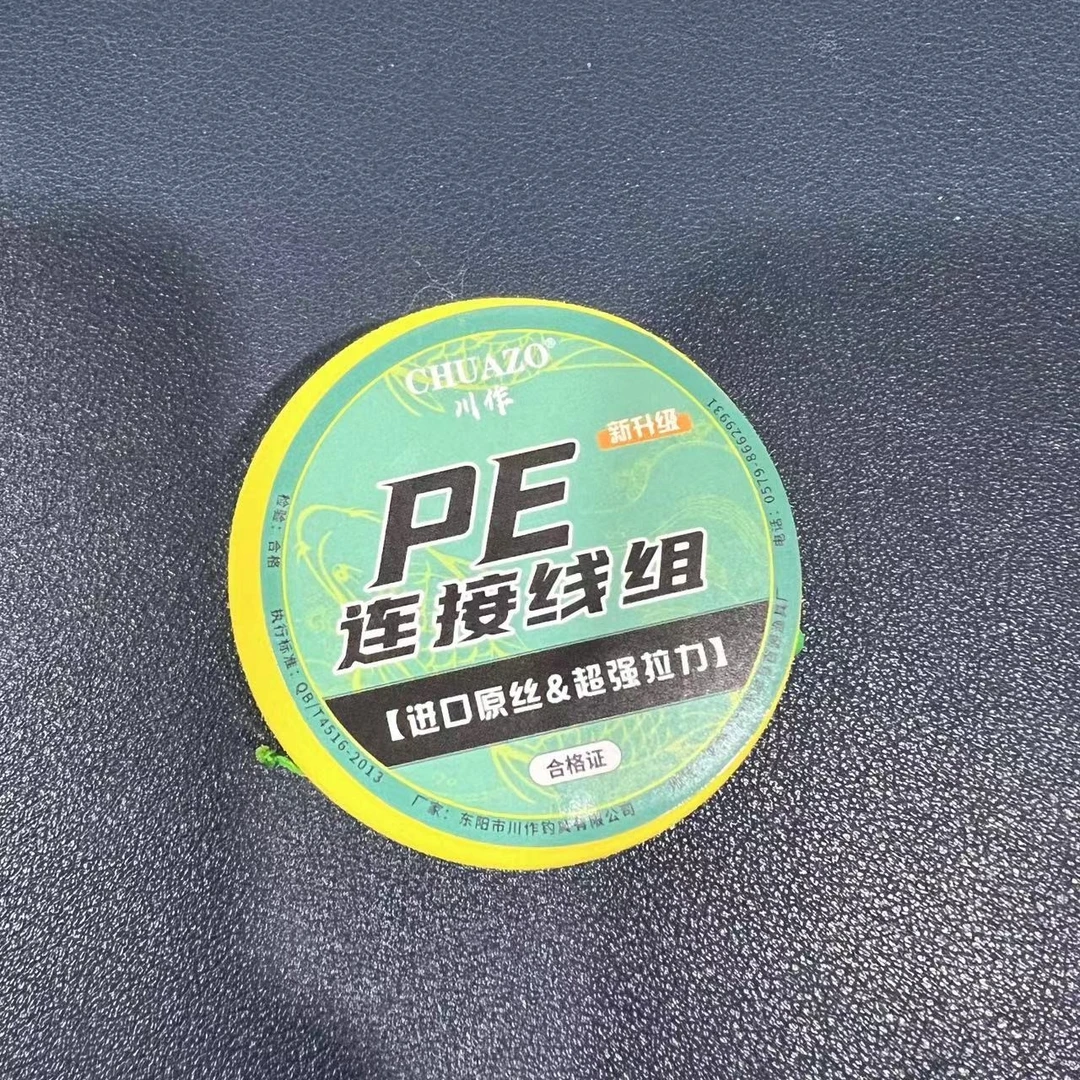 CHUAZO®
川作
新升级
PE
连接线组
【进口原丝&超强拉力】
合格证
检验：合格
执行标准：QB/T4516-2013
厂家：东阳市川作钓具有限公司
电话：0579-86629931